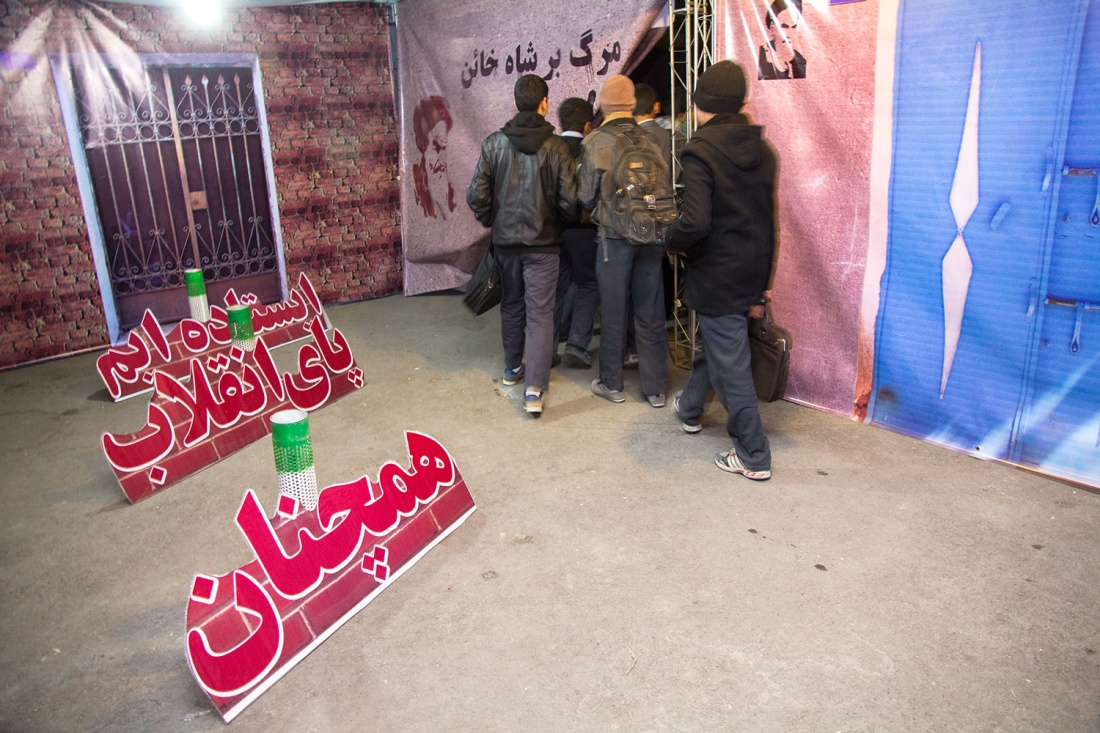 مرگ بر شاه خائن
همچنان
پای انقلاب
ایستاده ایم